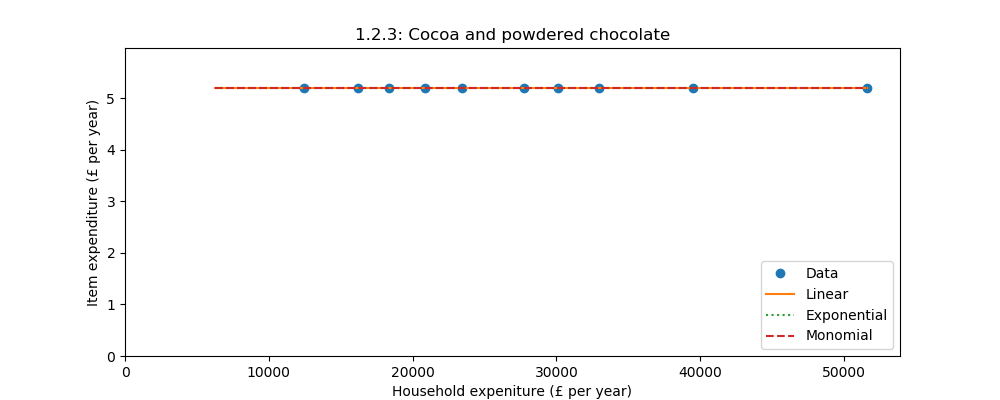 1.2.3: Cocoa and powdered chocolate
Item expenditure (£ per year)
5
4
3
2
1
0
0 10000 20000 30000 40000 50000
Household expeniture (£ per year)
Data
Linear
Exponential
Monomial